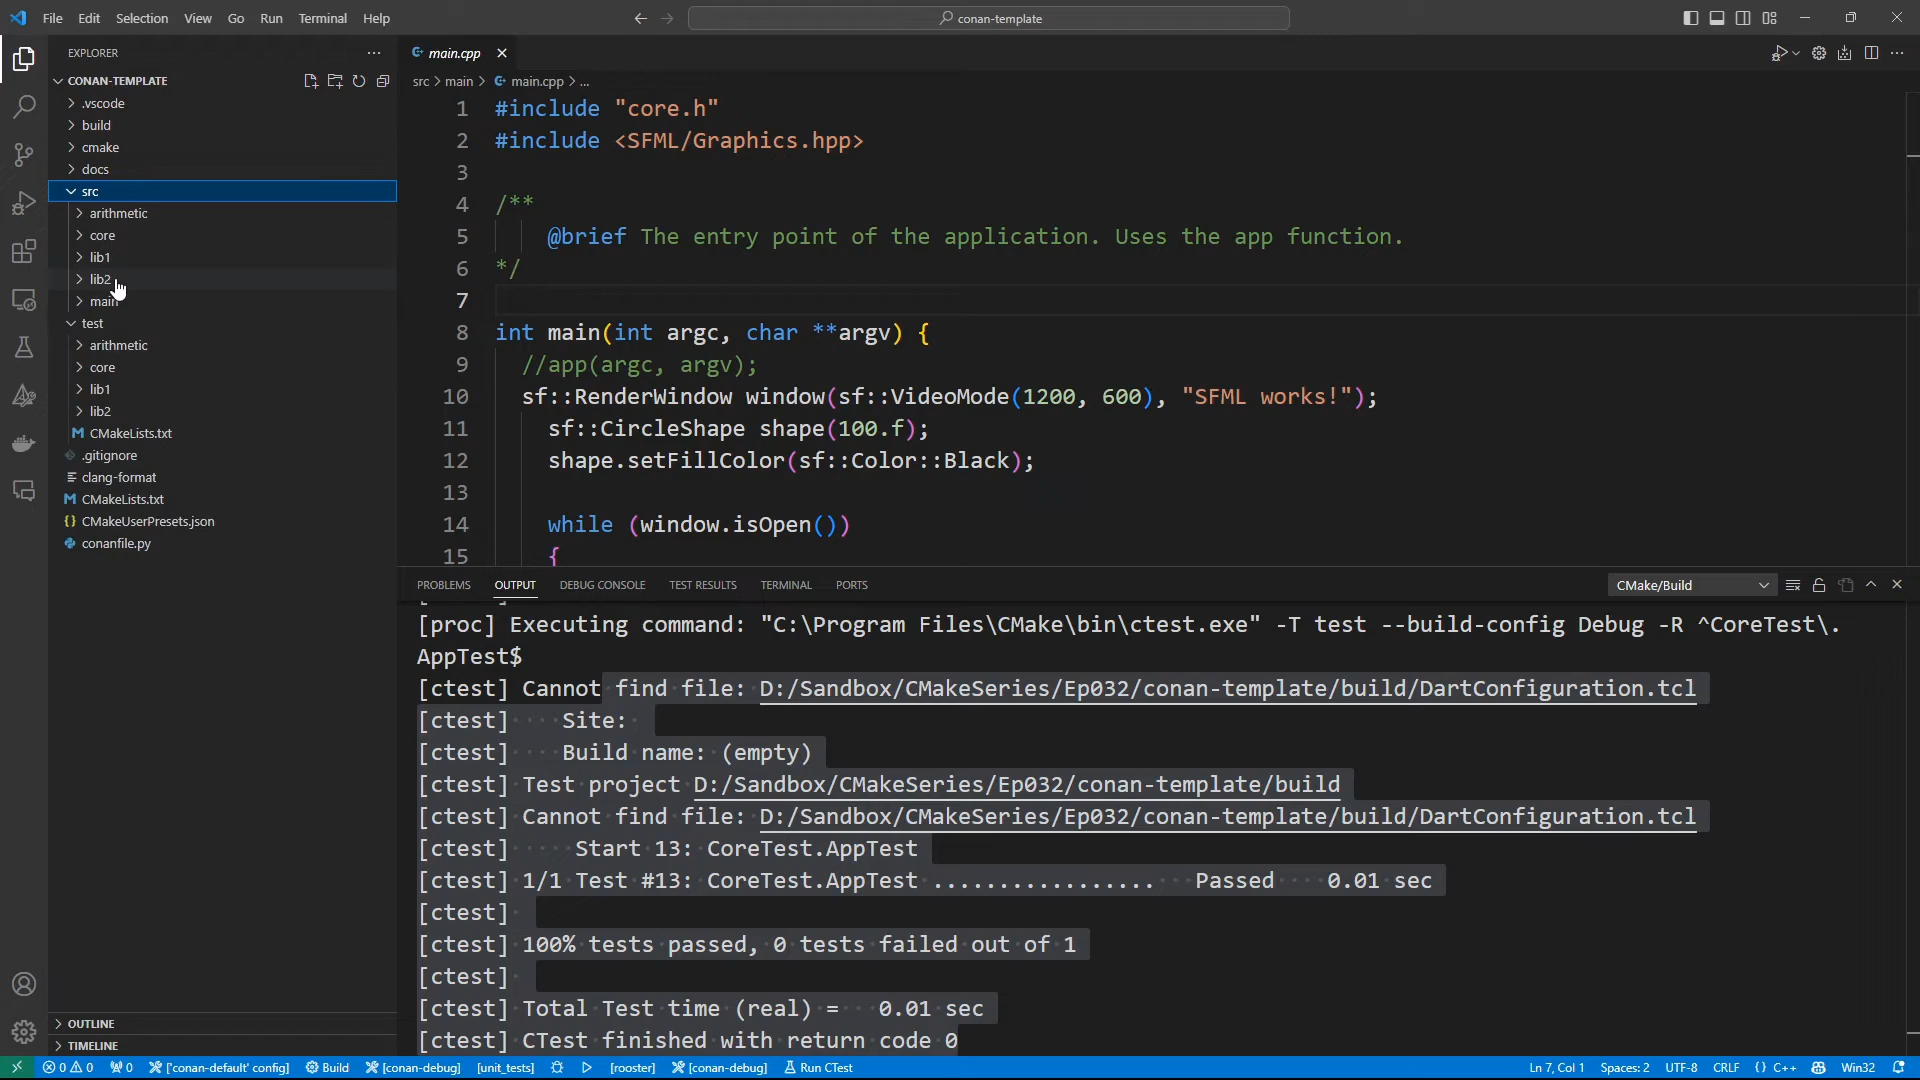 File Edit Selection View Go Run Terminal Help
conan-template
EXPLORER
CONAN-TEMPLATE
.vscode
build
cmake
docs
src
arithmetic
core
lib1
lib2
main
test
arithmetic
core
lib1
lib2
CMakeLists.txt
.gitignore
clang-format
CMakeLists.txt
CMakeUserPresets.json
conanfile.py
OUTLINE
TIMELINE
main.cpp
src > main > main.cpp > ...
1 #include "core.h"
2 #include <SFML/Graphics.hpp>
3
4 /**
5 @brief The entry point of the application. Uses the app function.
6 */
7
8 int main(int argc, char **argv) {
9 //app(argc, argv);
10 sf::RenderWindow window(sf::VideoMode(1200, 600), "SFML works!");
11 sf::CircleShape shape(100.f);
12 shape.setFillColor(sf::Color::Black);
13
14 while (window.isOpen())
15 {
PROBLEMS OUTPUT DEBUG CONSOLE TEST RESULTS TERMINAL PORTS
CMake/Build
[proc] Executing command: "C:\Program Files\CMake\bin\ctest.exe" -T test --build-config Debug -R ^CoreTest\.
AppTest$
[ctest] Cannot find file: D:/Sandbox/CMakeSeries/Ep032/conan-template/build/DartConfiguration.tcl
[ctest] Site:
[ctest] Build name: (empty)
[ctest] Test project D:/Sandbox/CMakeSeries/Ep032/conan-template/build
[ctest] Cannot find file: D:/Sandbox/CMakeSeries/Ep032/conan-template/build/DartConfiguration.tcl
[ctest] Start 13: CoreTest.AppTest
[ctest] 1/1 Test #13: CoreTest.AppTest ................. Passed 0.01 sec
[ctest]
[ctest] 100% tests passed, 0 tests failed out of 1
[ctest]
[ctest] Total Test time (real) = 0.01 sec
[ctest] CTest finished with return code 0
0 0 0 ['conan-default' config] Build [conan-debug] [unit_tests] [rooster] [conan-debug] Run CTest Ln 7, Col 1 Spaces: 2 UTF-8 CRLF {} C++ Win32